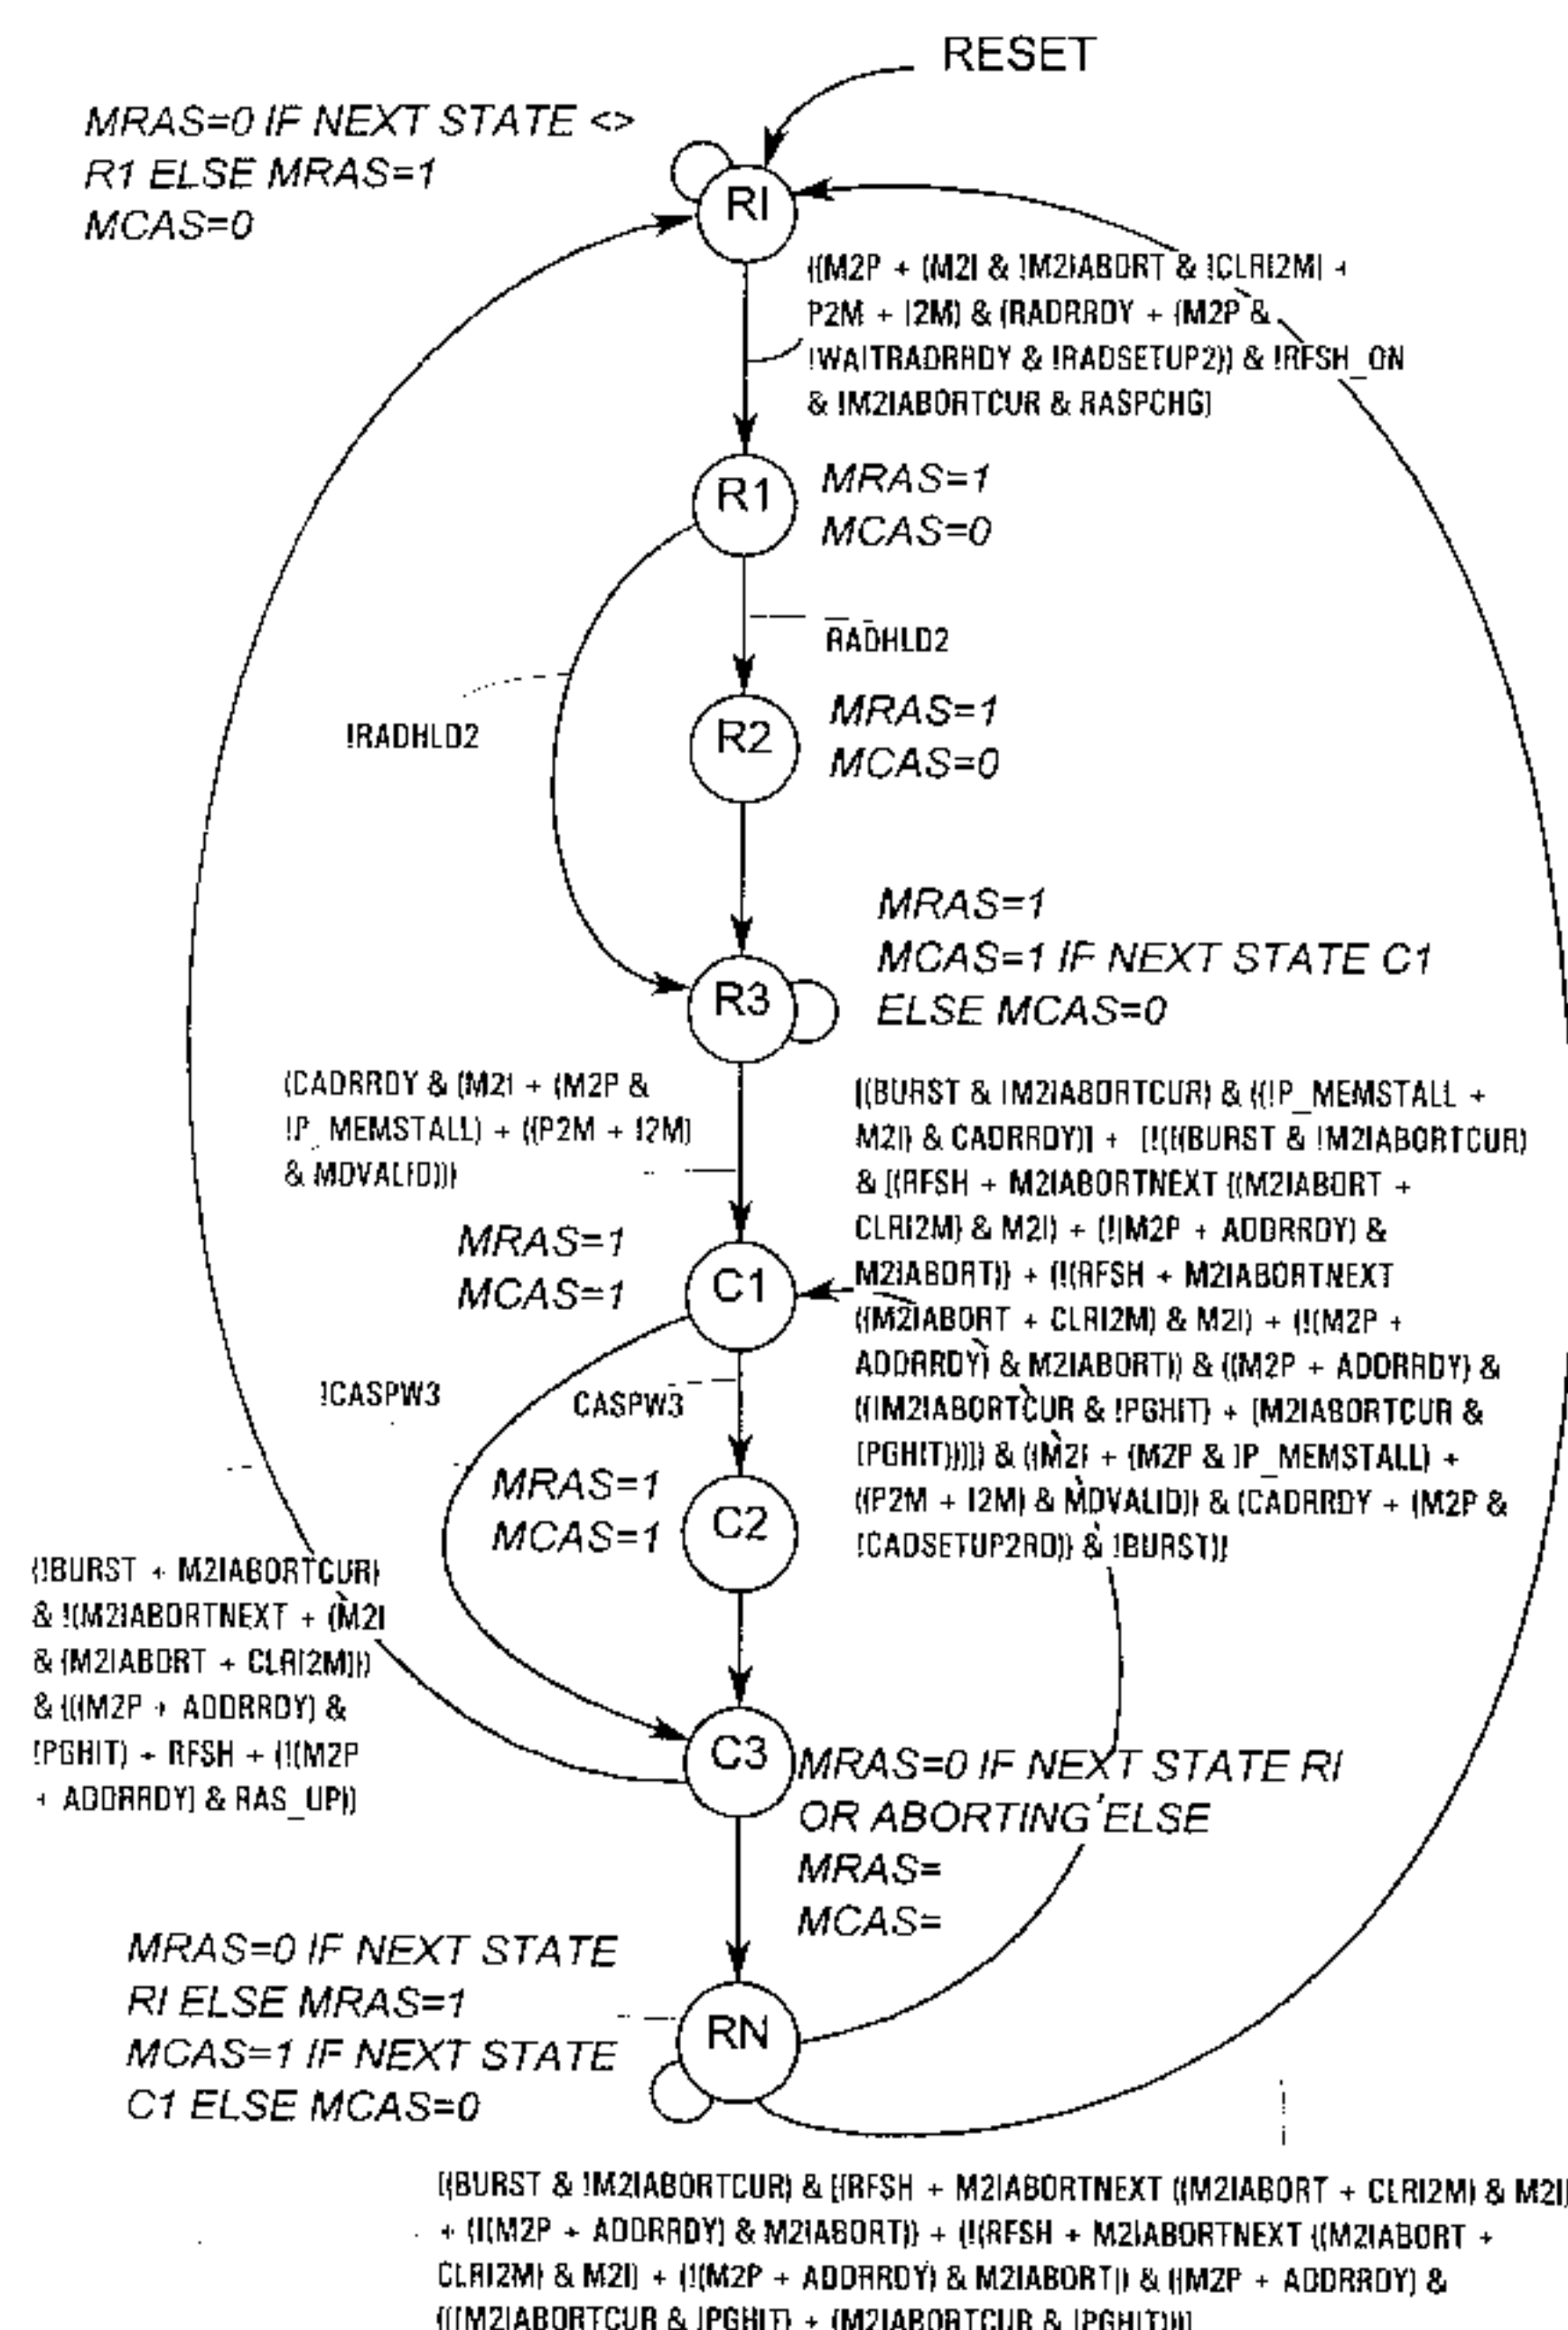 RESET
MRAS=0 IF NEXT STATE <>
R1 ELSE MRAS=1
MCAS=0
RI
((M2P + (M2I & !M2IABORT & !CLRI2M) +
P2M + I2M) & (RADRRDY + (M2P &
!WAITRADRRDY & !RADSETUP2)) & !RFSH_ON
& !M2IABORTCUR & RASPCHG)
R1
MRAS=1
MCAS=0
RADHLD2
!RADHLD2
R2
MRAS=1
MCAS=0
MRAS=1
MCAS=1 IF NEXT STATE C1
ELSE MCAS=0
R3
(CADRRDY & (M2I + (M2P &
!P_MEMSTALL) + ((P2M + I2M)
& MDVALID)))
[(BURST & !M2IABORTCUR) & ((!P_MEMSTALL +
M2I) & CADRRDY)] + [!(((BURST & !M2IABORTCUR)
& [(RFSH + M2IABORTNEXT ((M2IABORT +
CLRI2M) & M2I) + (!(M2P + ADDRRDY) &
M2IABORT)) + (!(RFSH + M2IABORTNEXT
((M2IABORT + CLRI2M) & M2I) + (!(M2P +
ADDRRDY) & M2IABORT)) & ((M2P + ADDRRDY) &
((!M2IABORTCUR & !PGHIT) + (M2IABORTCUR &
!PGHIT)))]) & ((M2I + (M2P & !P_MEMSTALL) +
((P2M + I2M) & MDVALID)) & (CADRRDY + (M2P &
!CADSETUP2RD)) & !BURST)]
MRAS=1
MCAS=1
C1
!CASPW3
CASPW3
MRAS=1
MCAS=1
C2
(!BURST + M2IABORTCUR)
& !(M2IABORTNEXT + (M2I
& (M2IABORT + CLRI2M)))
& (((M2P + ADDRRDY) &
!PGHIT) + RFSH + (!(M2P
+ ADDRRDY) & RAS_UP))
C3
MRAS=0 IF NEXT STATE RI
OR ABORTING ELSE
MRAS=
MCAS=
MRAS=0 IF NEXT STATE
RI ELSE MRAS=1
MCAS=1 IF NEXT STATE
C1 ELSE MCAS=0
RN
[(BURST & !M2IABORTCUR) & [(RFSH + M2IABORTNEXT ((M2IABORT + CLRI2M) & M2I)
+ (!(M2P + ADDRRDY) & M2IABORT)) + (!(RFSH + M2IABORTNEXT ((M2IABORT +
CLRI2M) & M2I) + (!(M2P + ADDRRDY) & M2IABORT)) & ((M2P + ADDRRDY) &
((!M2IABORTCUR & !PGHIT) + (M2IABORTCUR & !PGHIT)))]